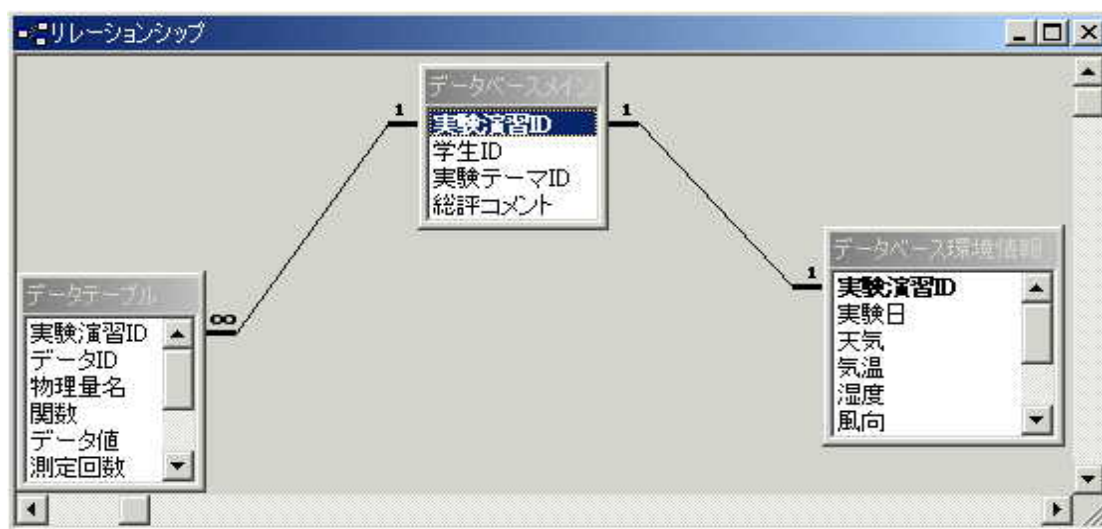 リレーションシップ
データベースメイン
1
1
実験演習ID
学生ID
実験テーマID
総評コメント
データベース環境情報
1
実験演習ID
実験日
天気
気温
湿度
風向
データテーブル
∞
実験演習ID
データID
物理量名
関数
データ値
測定回数